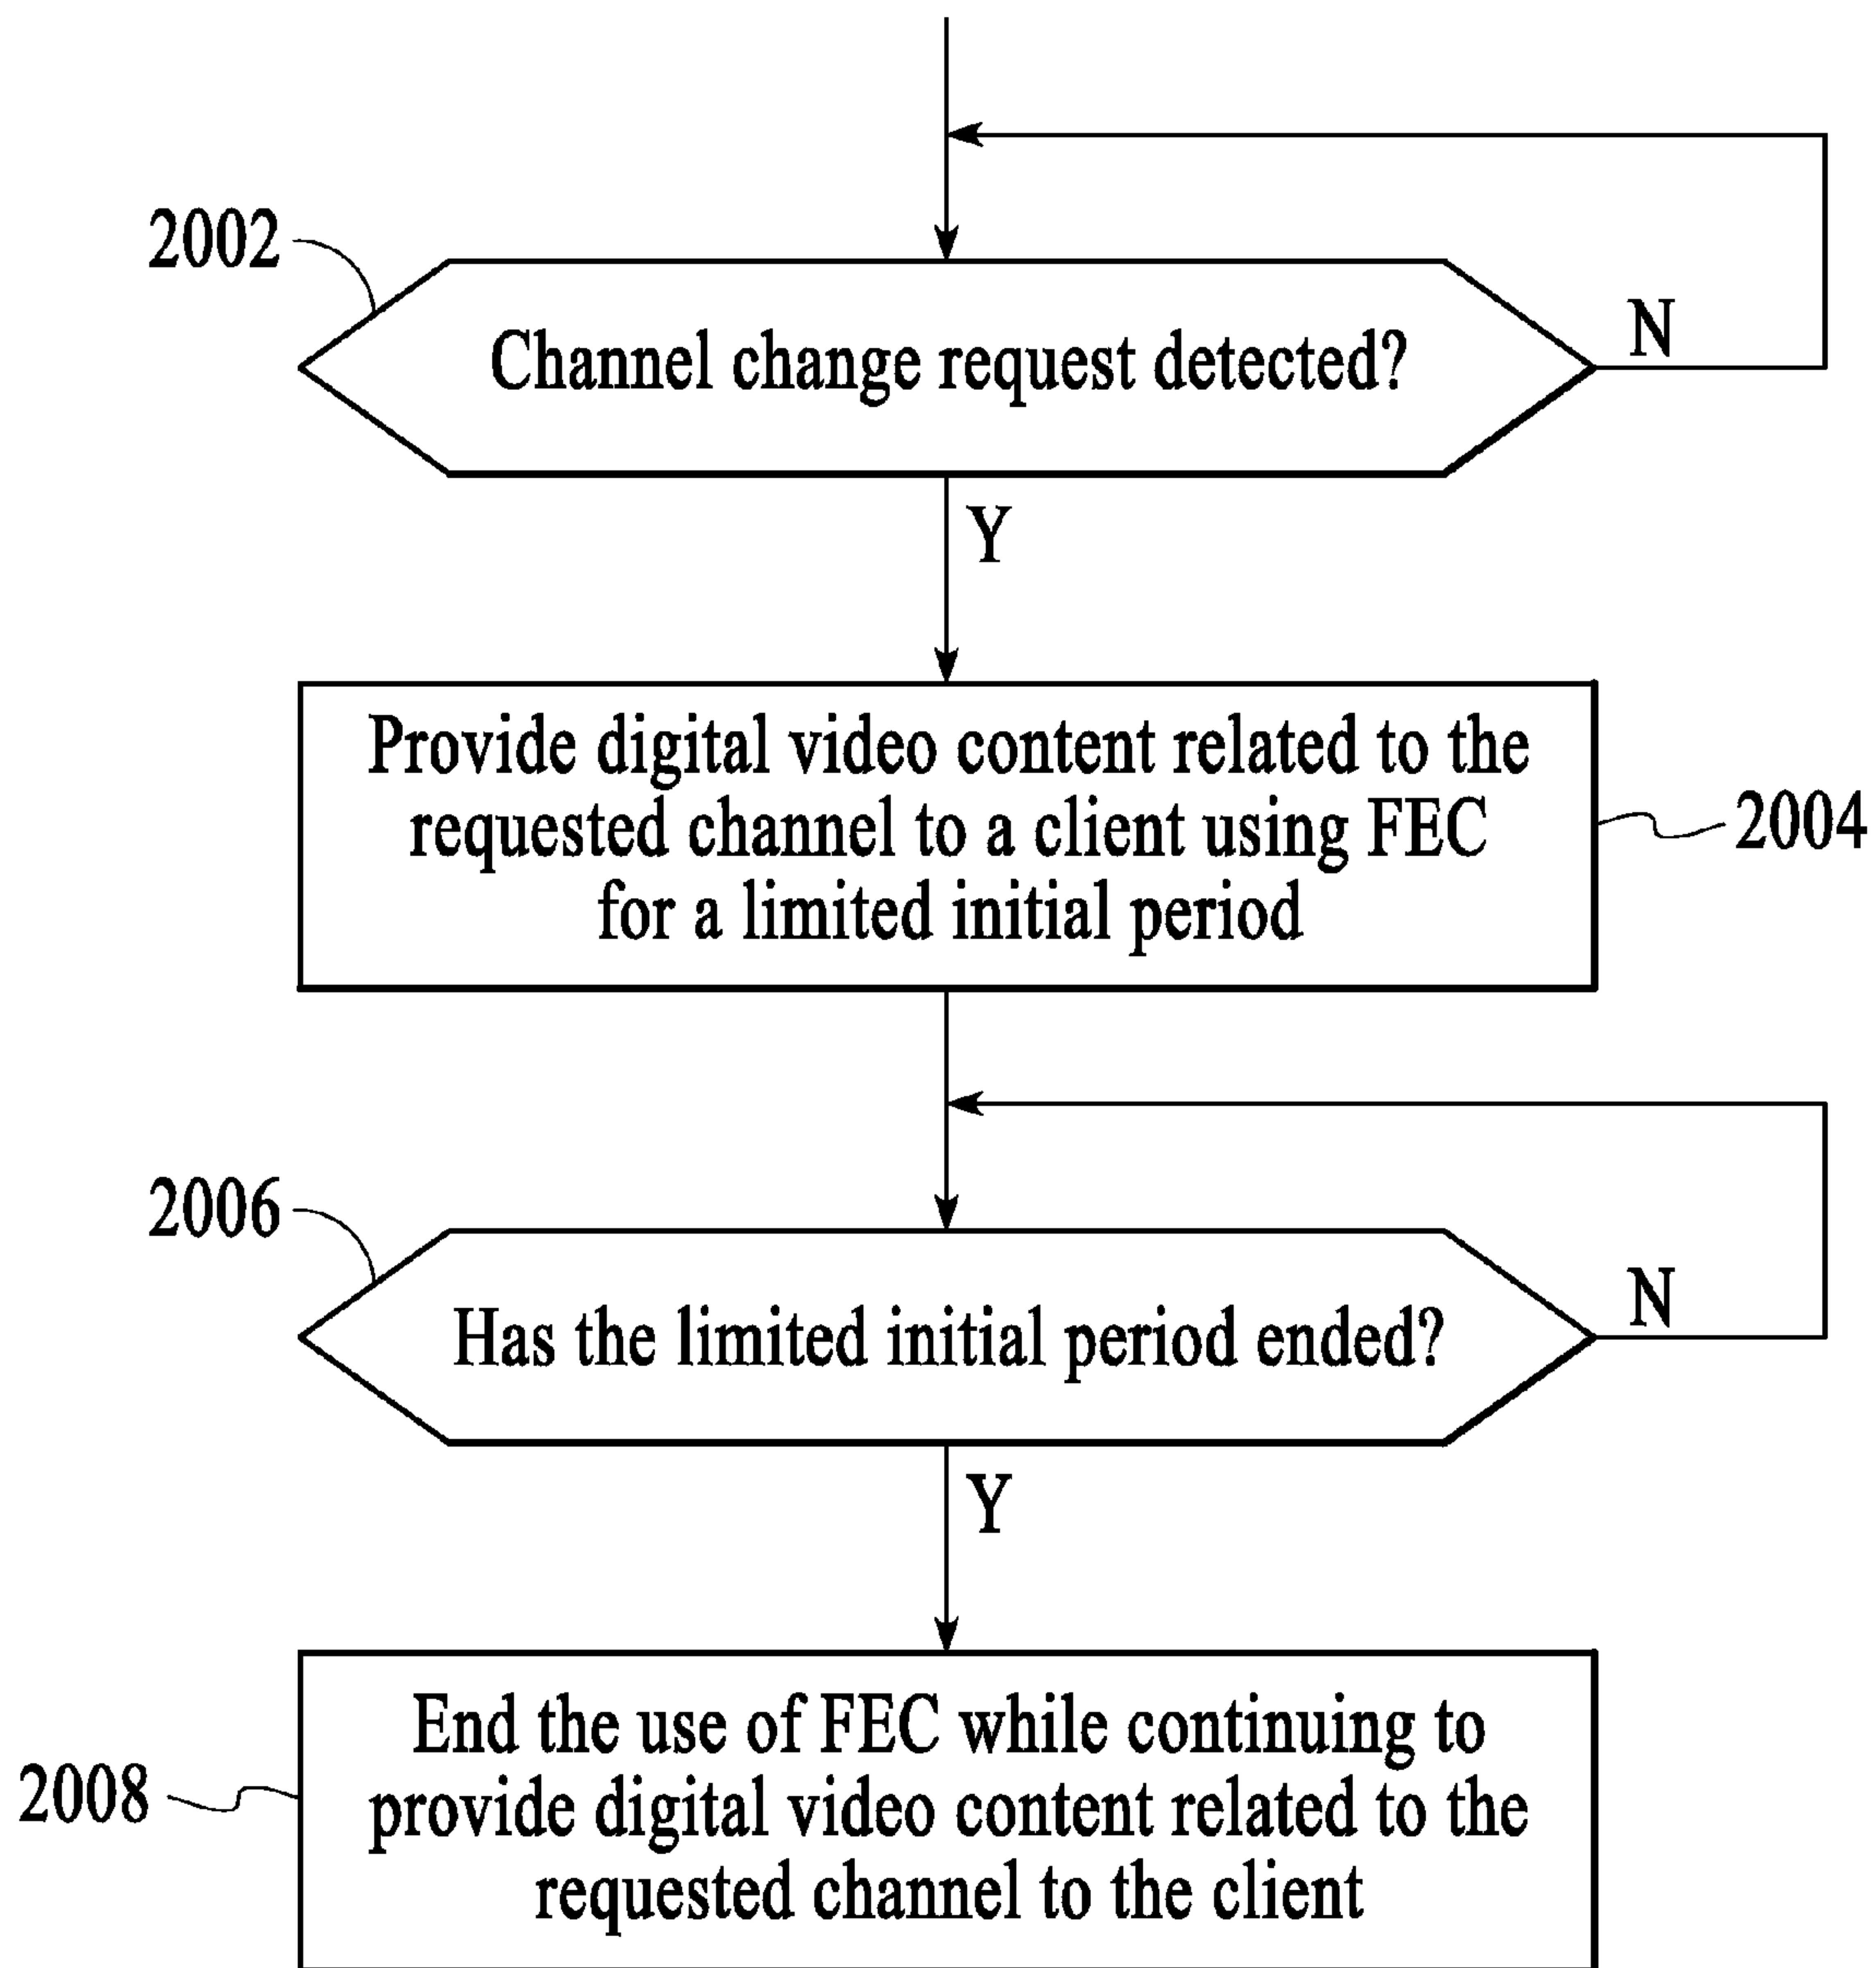 2002
Channel change request detected?
N
Y
Provide digital video content related to the
requested channel to a client using FEC
for a limited initial period
2004
2006
Has the limited initial period ended?
N
Y
End the use of FEC while continuing to
provide digital video content related to the
requested channel to the client
2008